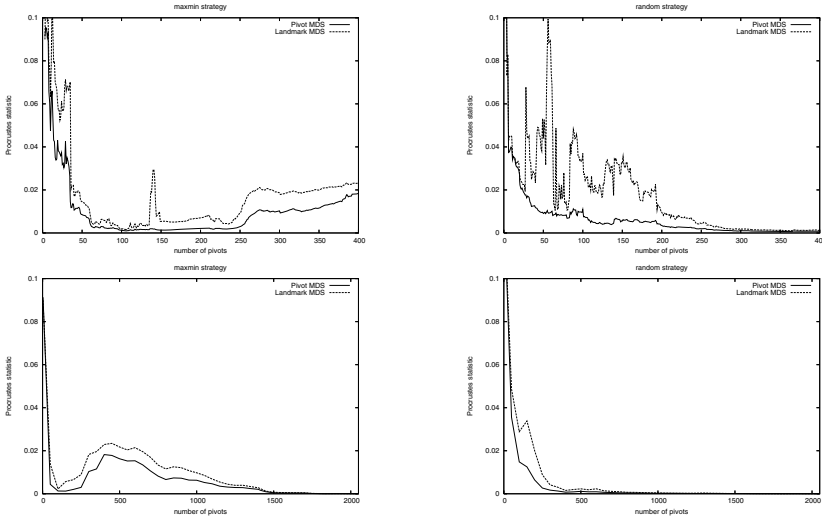 maxmin strategy
Pivot MDS
Landmark MDS
0.1
0.08
0.06
0.04
0.02
0
Procrustes statistic
0 50 100 150 200 250 300 350 400
number of pivots
random strategy
Pivot MDS
Landmark MDS
0.1
0.08
0.06
0.04
0.02
0
Procrustes statistic
0 50 100 150 200 250 300 350 400
number of pivots
maxmin strategy
Pivot MDS
Landmark MDS
0.1
0.08
0.06
0.04
0.02
0
Procrustes statistic
0 500 1000 1500 2000
number of pivots
random strategy
Pivot MDS
Landmark MDS
0.1
0.08
0.06
0.04
0.02
0
Procrustes statistic
0 500 1000 1500 2000
number of pivots